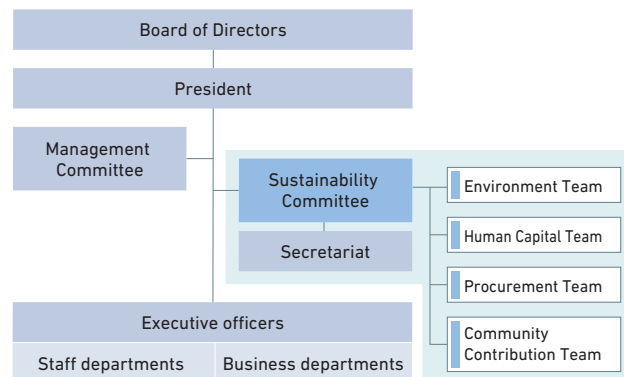 Board of Directors
President
Management
Committee
Sustainability
Committee
Secretariat
Environment Team
Human Capital Team
Procurement Team
Community
Contribution Team
Executive officers
Staff departments
Business departments